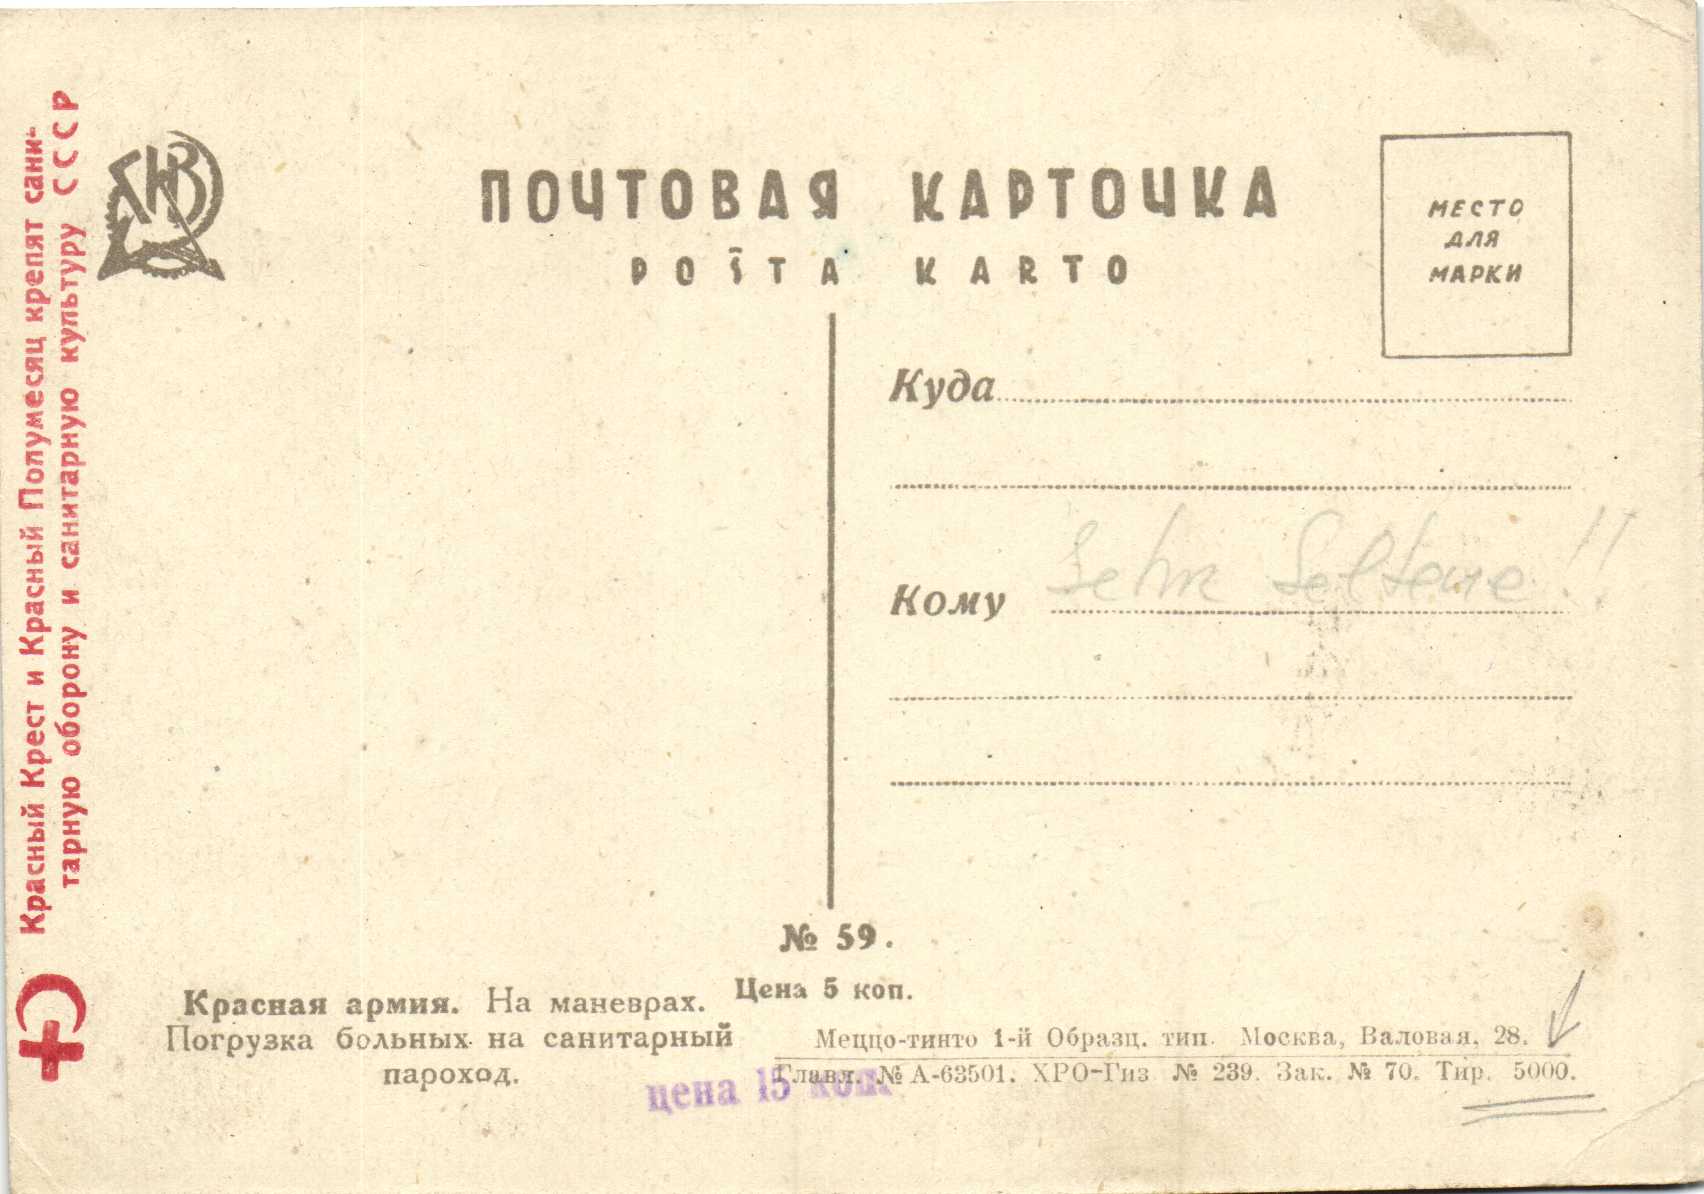 Красный Крест и Красный Полумесяц крепят сани-
тарную оборону и санитарную культуру СССР
ПОЧТОВАЯ КАРТОЧКА
POŜTA KARTO
МЕСТО
ДЛЯ
МАРКИ
Куда
Кому
Sehr Seltene!!
№ 59.
Цена 5 коп.
Красная армия. На маневрах.
Погрузка больных на санитарный
пароход.
цена 15 коп.
Меццо-тинто 1-й Образц. тип. Москва, Валовая, 28.
Главл. № А-63501. ХРО-Гиз № 239. Зак. № 70. Тир. 5000.